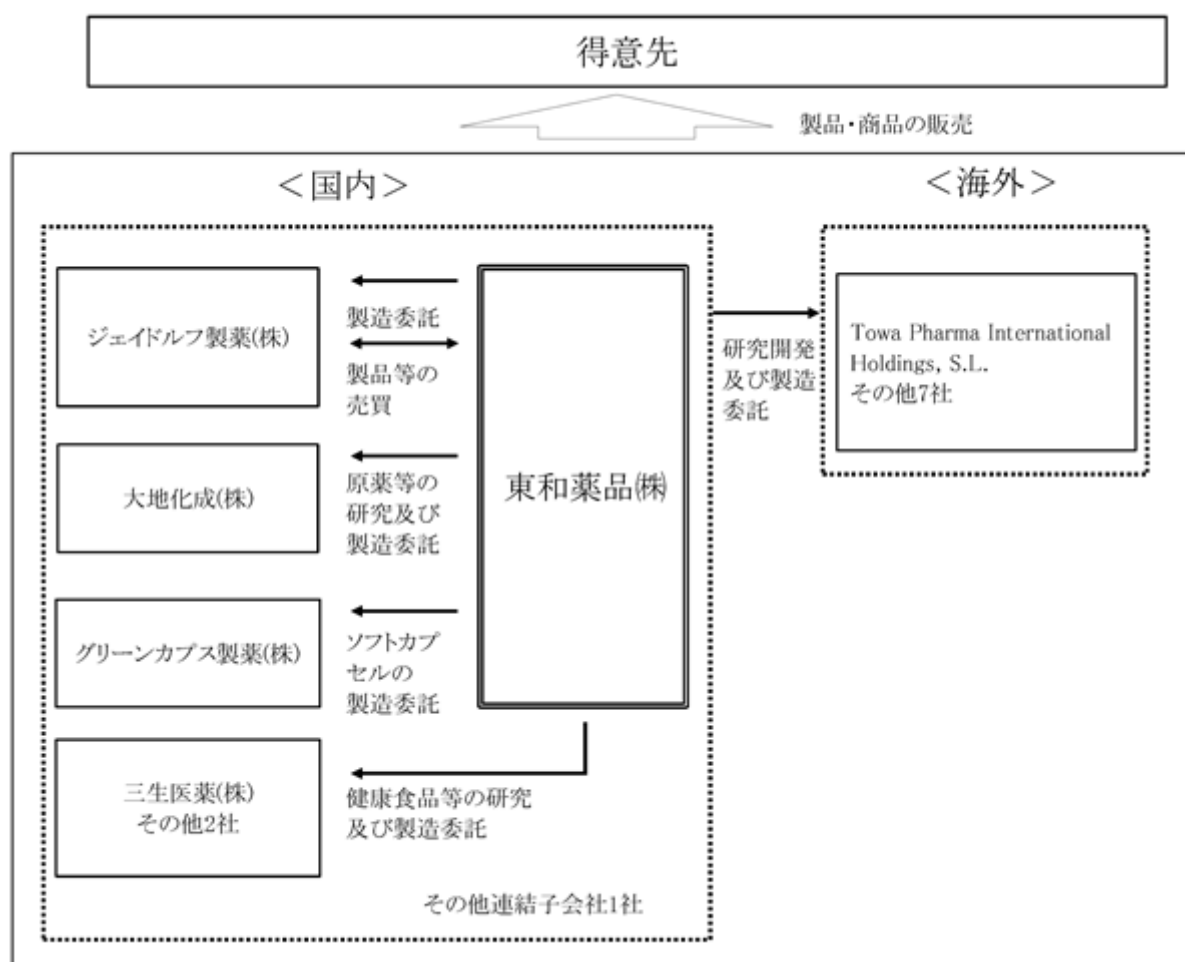 得意先
製品・商品の販売
＜国内＞
＜海外＞
ジェイドルフ製薬(株)
製造委託
製品等の
売買
大地化成(株)
原薬等の
研究及び
製造委託
グリーンカプス製薬(株)
ソフトカプ
セルの
製造委託
三生医薬(株)
その他2社
健康食品等の研究
及び製造委託
東和薬品㈱
その他連結子会社1社
研究開発
及び製造
委託
Towa Pharma International
Holdings, S.L.
その他7社